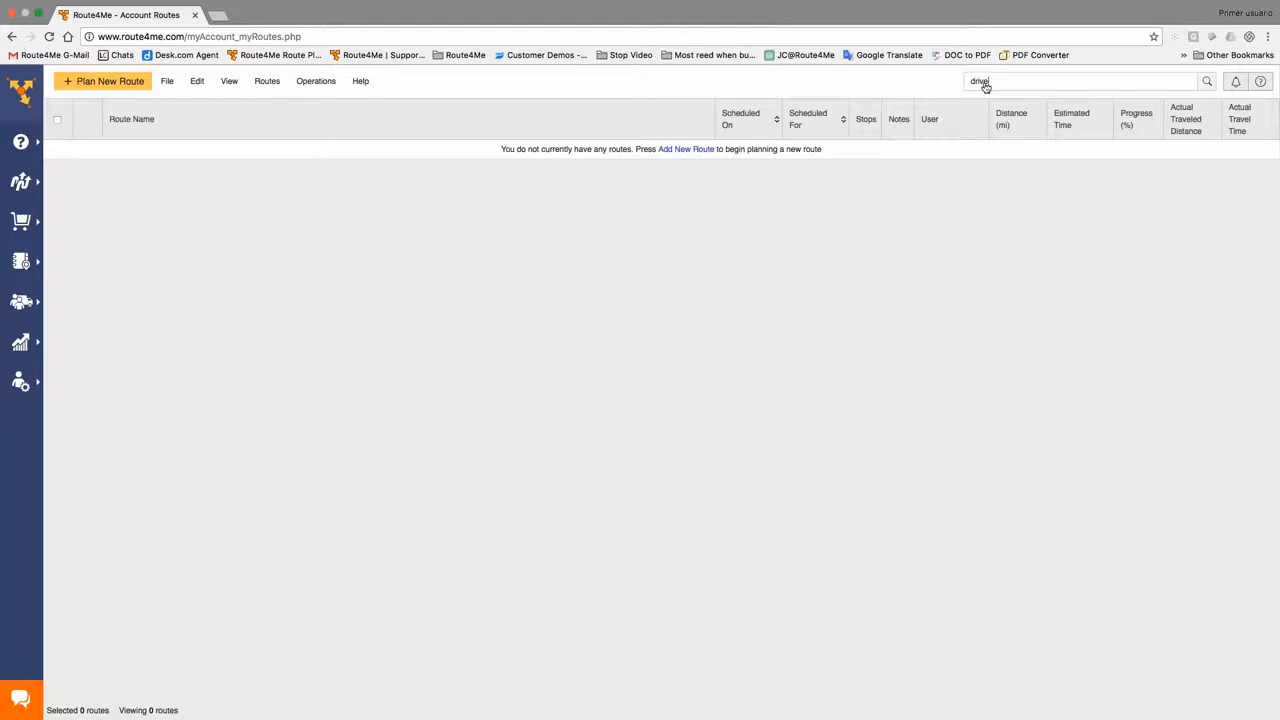 Route4Me - Account Routes
Primer usuario
www.route4me.com/myAccount_myRoutes.php
Route4Me G-Mail Chats Desk.com Agent Route4Me Route Pl... Route4Me | Suppor... Route4Me Customer Demos -... Stop Video Most reed when bu... JC@Route4Me Google Translate DOC to PDF PDF Converter » Other Bookmarks
+ Plan New Route File Edit View Routes Operations Help drive
Route Name Scheduled On Scheduled For Stops Notes User Distance (mi) Estimated Time Progress (%) Actual Traveled Distance Actual Travel Time
You do not currently have any routes. Press Add New Route to begin planning a new route
Selected 0 routes Viewing 0 routes